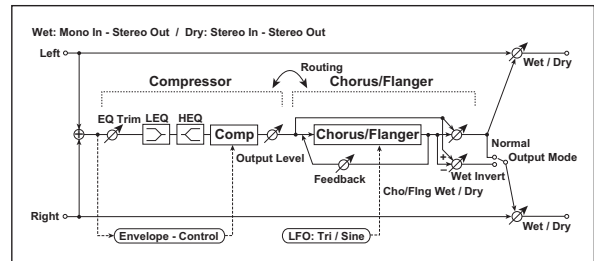 Wet: Mono In - Stereo Out / Dry: Stereo In - Stereo Out
Left
Wet / Dry
Routing
Compressor
Chorus/Flanger
EQ Trim
LEQ
HEQ
Comp
Output Level
Chorus/Flanger
Feedback
Cho/Flng Wet / Dry
+
−
Wet Invert
Normal
Output Mode
Right
Wet / Dry
Envelope - Control
LFO: Tri / Sine